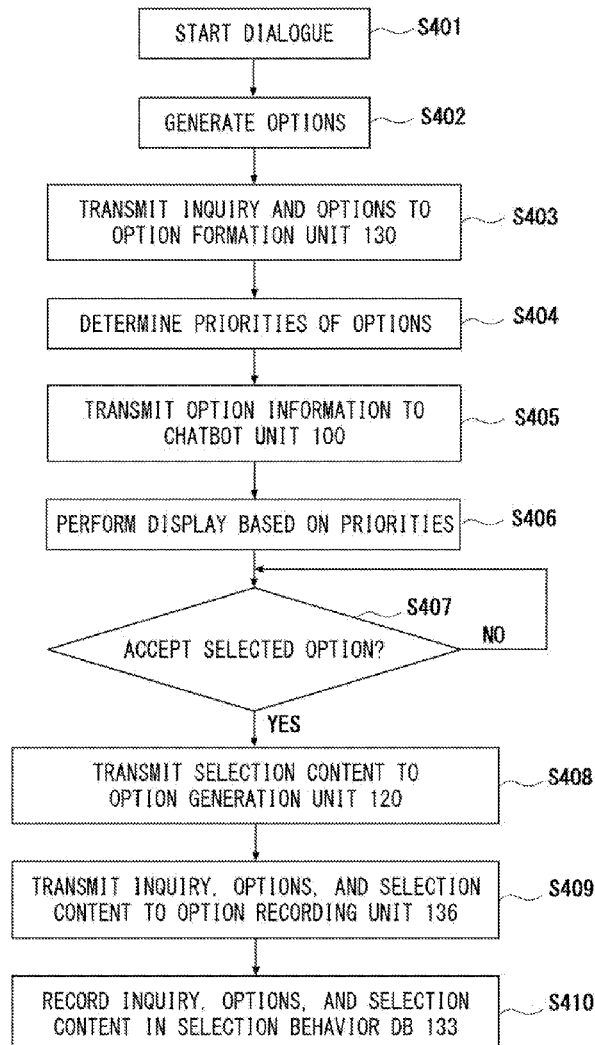 START DIALOGUE
S401
GENERATE OPTIONS
S402
TRANSMIT INQUIRY AND OPTIONS TO
OPTION FORMATION UNIT 130
S403
DETERMINE PRIORITIES OF OPTIONS
S404
TRANSMIT OPTION INFORMATION TO
CHATBOT UNIT 100
S405
PERFORM DISPLAY BASED ON PRIORITIES
S406
S407
ACCEPT SELECTED OPTION?
NO
YES
TRANSMIT SELECTION CONTENT TO
OPTION GENERATION UNIT 120
S408
TRANSMIT INQUIRY, OPTIONS, AND SELECTION
CONTENT TO OPTION RECORDING UNIT 136
S409
RECORD INQUIRY, OPTIONS, AND SELECTION
CONTENT IN SELECTION BEHAVIOR DB 133
S410